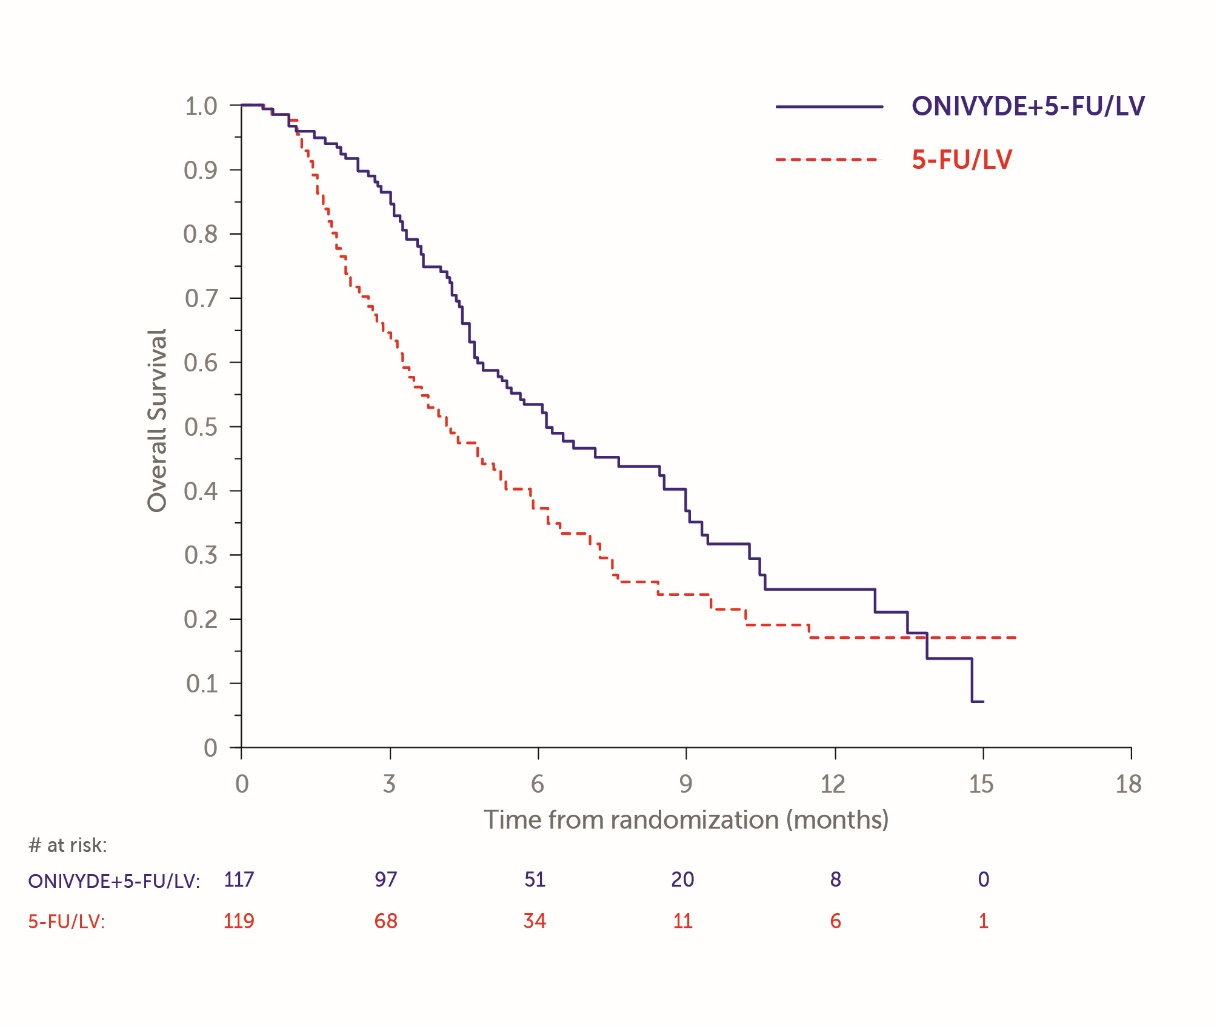 ONIVYDE+5-FU/LV
5-FU/LV
1.0
0.9
0.8
0.7
0.6
0.5
0.4
0.3
0.2
0.1
0
Overall Survival
0 3 6 9 12 15 18
Time from randomization (months)
# at risk:
ONIVYDE+5-FU/LV: 117 97 51 20 8 0
5-FU/LV: 119 68 34 11 6 1